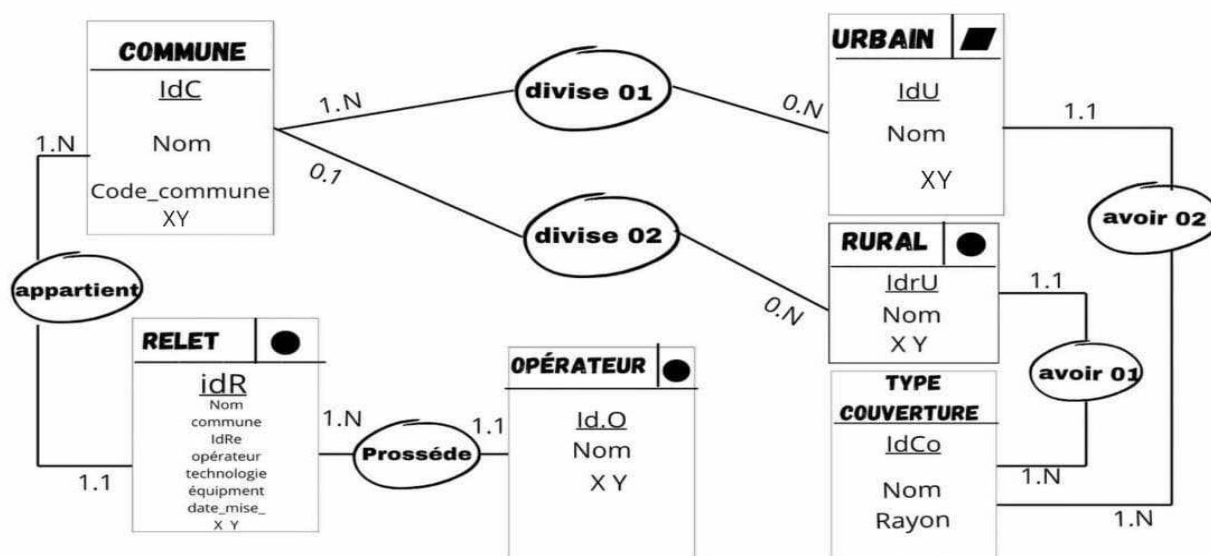 COMMUNE
IdC
Nom
Code_commune
XY
1.N
divise 01
0.N
0.1
divise 02
0.N
URBAIN
IdU
Nom
XY
1.1
avoir 02
1.N
RURAL
IdrU
Nom
X Y
1.1
avoir 01
1.N
TYPE
COUVERTURE
IdCo
Nom
Rayon
1.N
appartient
1.1
RELET
idR
Nom
commune
IdRe
opérateur
technologie
équipment
date_mise_
X Y
1.N
Prosséde
1.1
OPÉRATEUR
Id.O
Nom
X Y